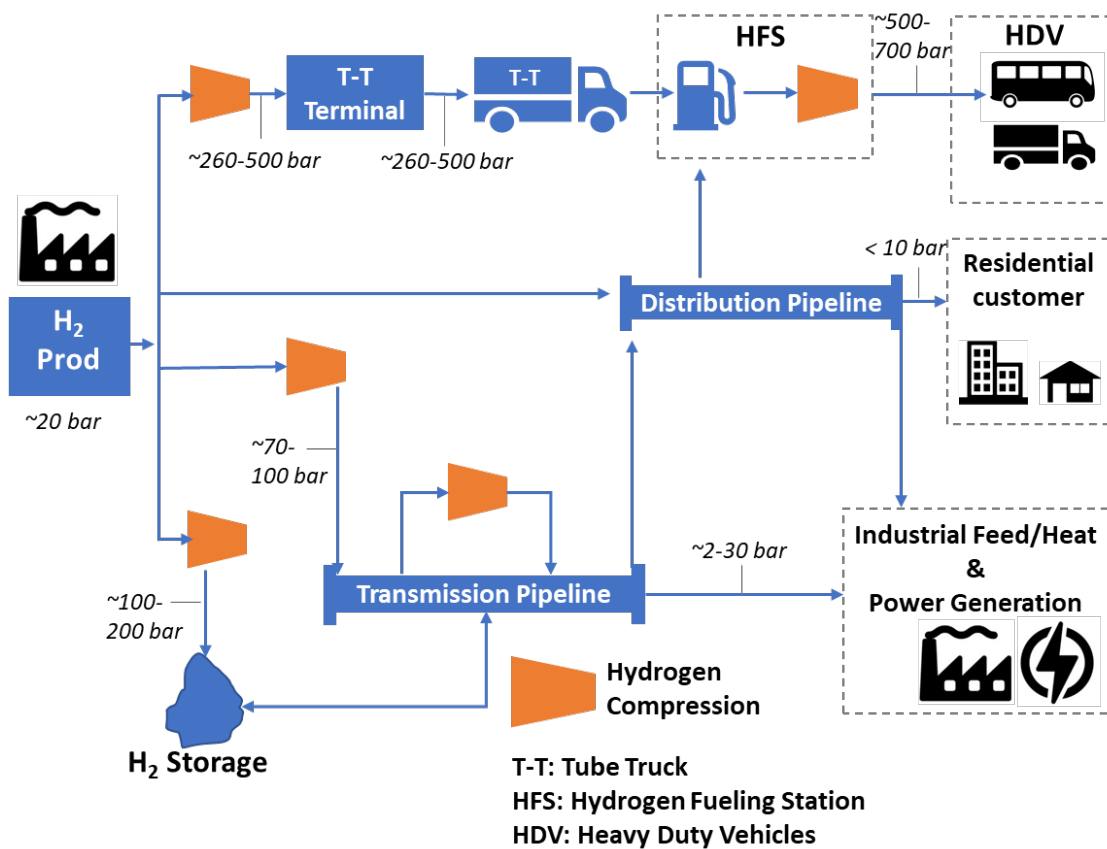 ~500-
700 bar
HFS
HDV
T-T
Terminal
T-T
~260-500 bar
~260-500 bar
< 10 bar
Residential
customer
Distribution Pipeline
H₂
Prod
~20 bar
~70-
100 bar
~2-30 bar
Industrial Feed/Heat
&
Power Generation
Transmission Pipeline
~100-
200 bar
Hydrogen
Compression
H₂ Storage
T-T: Tube Truck
HFS: Hydrogen Fueling Station
HDV: Heavy Duty Vehicles